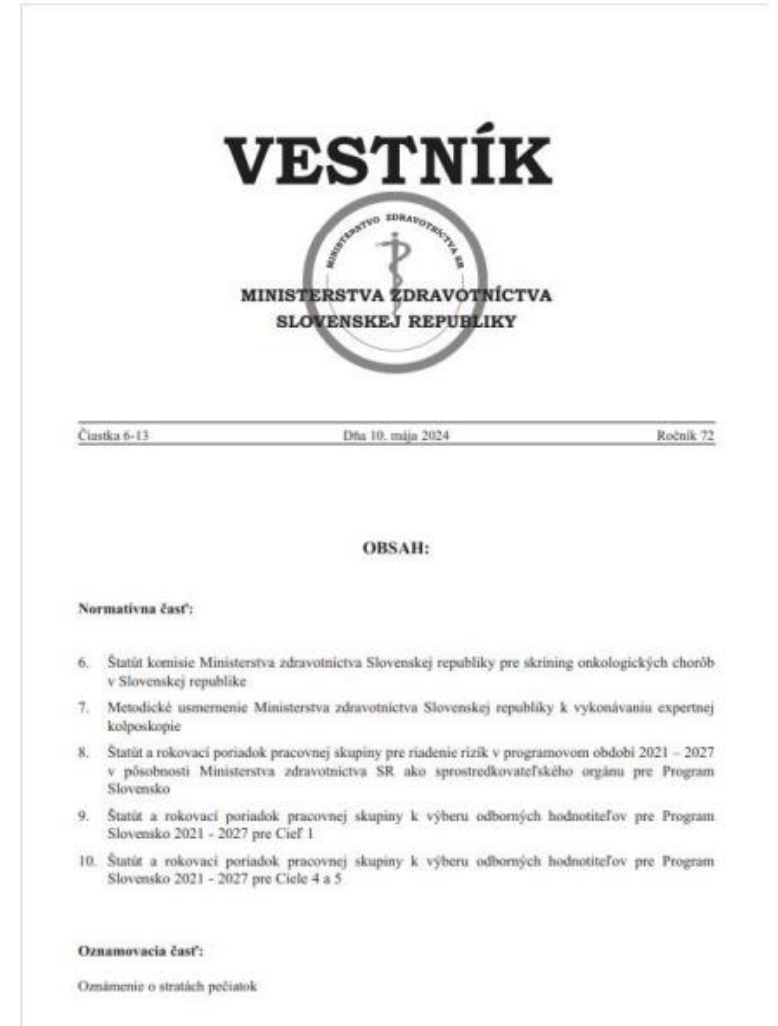 VESTNÍK
MINISTERSTVO ZDRAVOTNÍCTVA SR
MINISTERSTVA ZDRAVOTNÍCTVA
SLOVENSKEJ REPUBLIKY
Čiastka 6-13 Dňa 10. mája 2024 Ročník 72
OBSAH:
Normatívna časť:
6. Štatút komisie Ministerstva zdravotníctva Slovenskej republiky pre skríning onkologických chorôb
v Slovenskej republike
7. Metodické usmernenie Ministerstva zdravotníctva Slovenskej republiky k vykonávaniu expertnej
kolposkopie
8. Štatút a rokovací poriadok pracovnej skupiny pre riadenie rizík v programovom období 2021 – 2027
v pôsobnosti Ministerstva zdravotníctva SR ako sprostredkovateľského orgánu pre Program
Slovensko
9. Štatút a rokovací poriadok pracovnej skupiny k výberu odborných hodnotiteľov pre Program
Slovensko 2021 - 2027 pre Cieľ 1
10. Štatút a rokovací poriadok pracovnej skupiny k výberu odborných hodnotiteľov pre Program
Slovensko 2021 - 2027 pre Ciele 4 a 5
Oznamovacia časť:
Oznámenie o stratách pečiatok